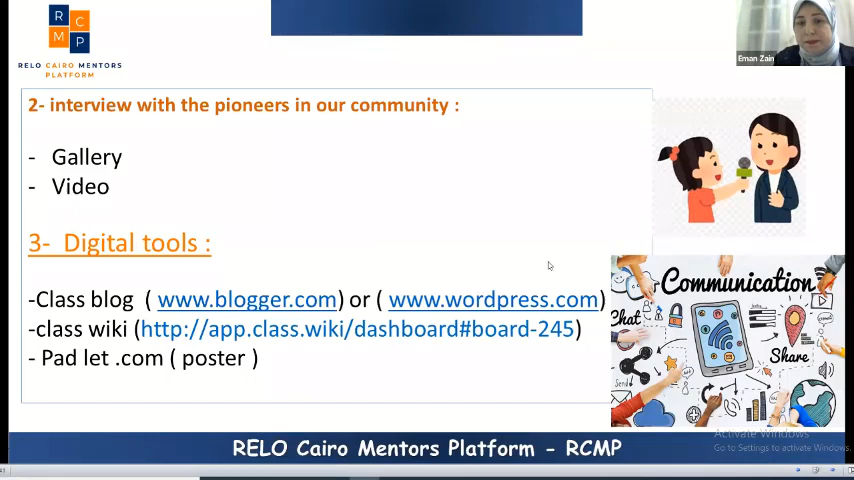 R C
M P
RELO CAIRO MENTORS
PLATFORM
Eman Zain
2- interview with the pioneers in our community :
- Gallery
- Video
3- Digital tools :
-Class blog ( www.blogger.com) or ( www.wordpress.com)
-class wiki (http://app.class.wiki/dashboard#board-245)
- Pad let .com ( poster )
Communication
Chat
Share
Send
RELO Cairo Mentors Platform - RCMP
Activate Windows
Go to Settings to activate Windows.